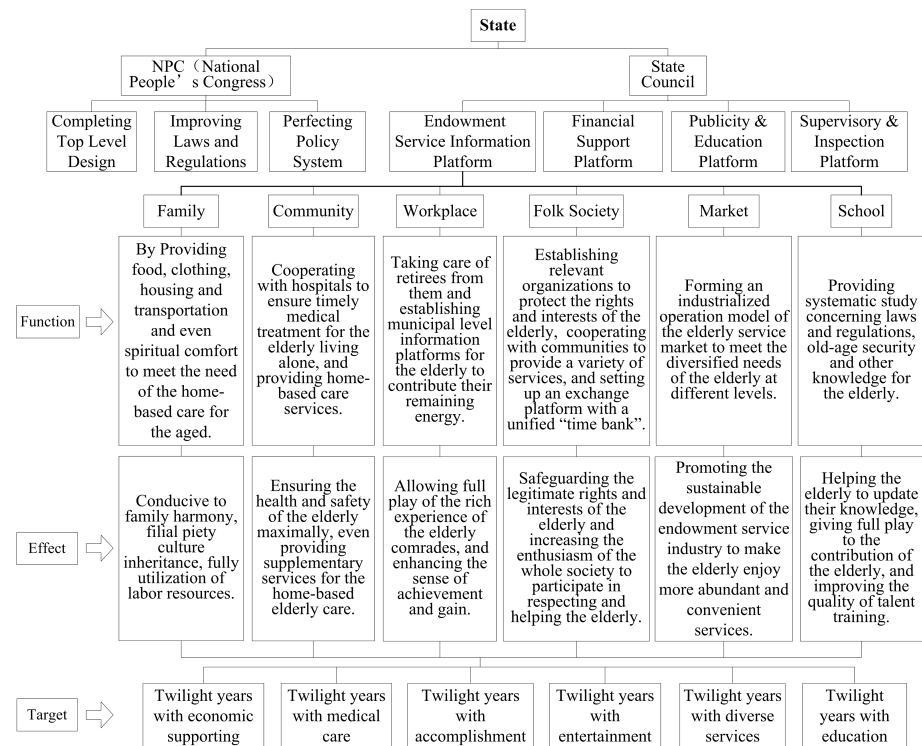 State
NPC（National
People’s Congress）
State
Council
Completing
Top Level
Design
Improving
Laws and
Regulations
Perfecting
Policy
System
Endowment
Service Information
Platform
Financial
Support
Platform
Publicity &
Education
Platform
Supervisory &
Inspection
Platform
Family
Community
Workplace
Folk Society
Market
School
Function
By Providing
food, clothing,
housing and
transportation
and even
spiritual comfort
to meet the need
of the home-
based care for
the aged.
Cooperating
with hospitals to
ensure timely
medical
treatment for the
elderly living
alone, and
providing home-
based care
services.
Taking care of
retirees from
them and
establishing
municipal level
information
platforms for
the elderly to
contribute their
remaining
energy.
Establishing
relevant
organizations to
protect the rights
and interests of the
elderly, cooperating
with communities to
provide a variety of
services, and setting
up an exchange
platform with a
unified “time bank”.
Forming an
industrialized
operation model of
the elderly service
market to meet the
diversified needs
of the elderly at
different levels.
Providing
systematic study
concerning laws
and regulations,
old-age security
and other
knowledge for
the elderly.
Effect
Conducive to
family harmony,
filial piety
culture
inheritance, fully
utilization of
labor resources.
Ensuring the
health and safety
of the elderly
maximally, even
providing
supplementary
services for the
home-based
elderly care.
Allowing full
play of the rich
experience of
the elderly
comrades, and
enhancing the
sense of
achievement
and gain.
Safeguarding the
legitimate rights and
interests of the
elderly and
increasing the
enthusiasm of the
whole society to
participate in
respecting and
helping the elderly.
Promoting the
sustainable
development of the
endowment service
industry to make
the elderly enjoy
more abundant and
convenient
services.
Helping the
elderly to update
their knowledge,
giving full play
to the
contribution of
the elderly, and
improving the
quality of talent
training.
Target
Twilight years
with economic
supporting
Twilight years
with medical
care
Twilight years
with
accomplishment
Twilight years
with
entertainment
Twilight years
with diverse
services
Twilight
years with
education